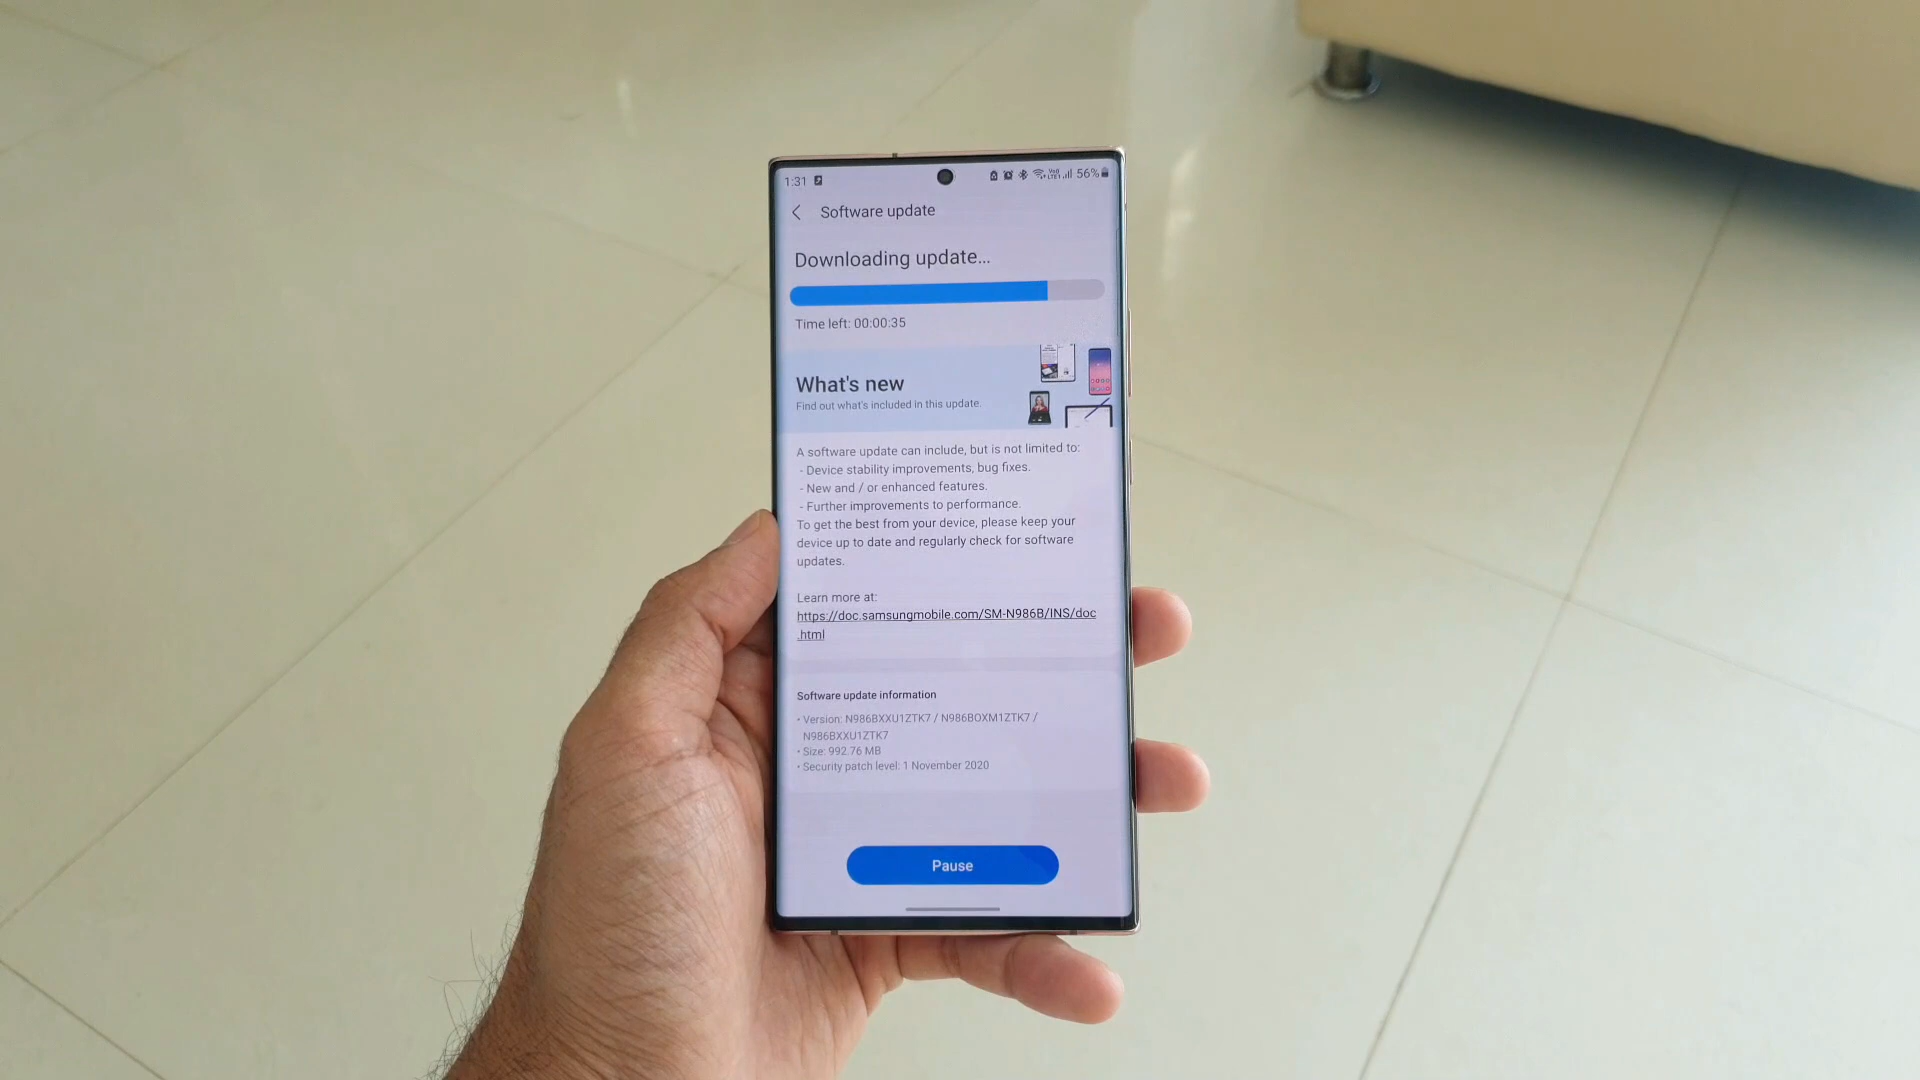 1:31
56%
Software update
Downloading update...
Time left: 00:00:35
What's new
Find out what's included in this update.
A software update can include, but is not limited to:
- Device stability improvements, bug fixes.
- New and / or enhanced features.
- Further improvements to performance.
To get the best from your device, please keep your
device up to date and regularly check for software
updates.
Learn more at:
https://doc.samsungmobile.com/SM-N986B/INS/doc
.html
Software update information
• Version: N986BXXU1ZTK7 / N986BOXM1ZTK7 /
N986BXXU1ZTK7
• Size: 992.76 MB
• Security patch level: 1 November 2020
Pause